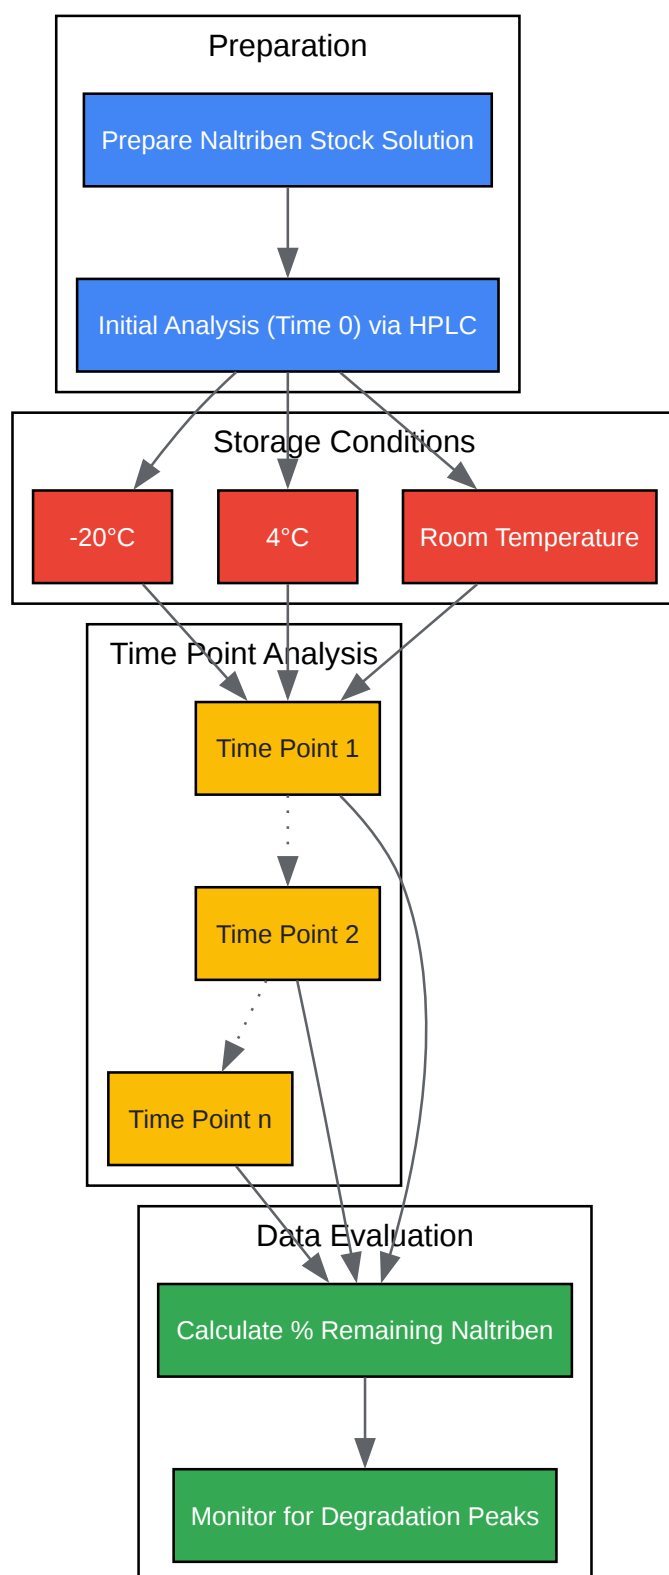 Preparation
Prepare Naltriben Stock Solution
Initial Analysis (Time 0) via HPLC
Storage Conditions
-20°C
4°C
Room Temperature
Time Point Analysis
Time Point 1
Time Point 2
Time Point n
Data Evaluation
Calculate % Remaining Naltriben
Monitor for Degradation Peaks